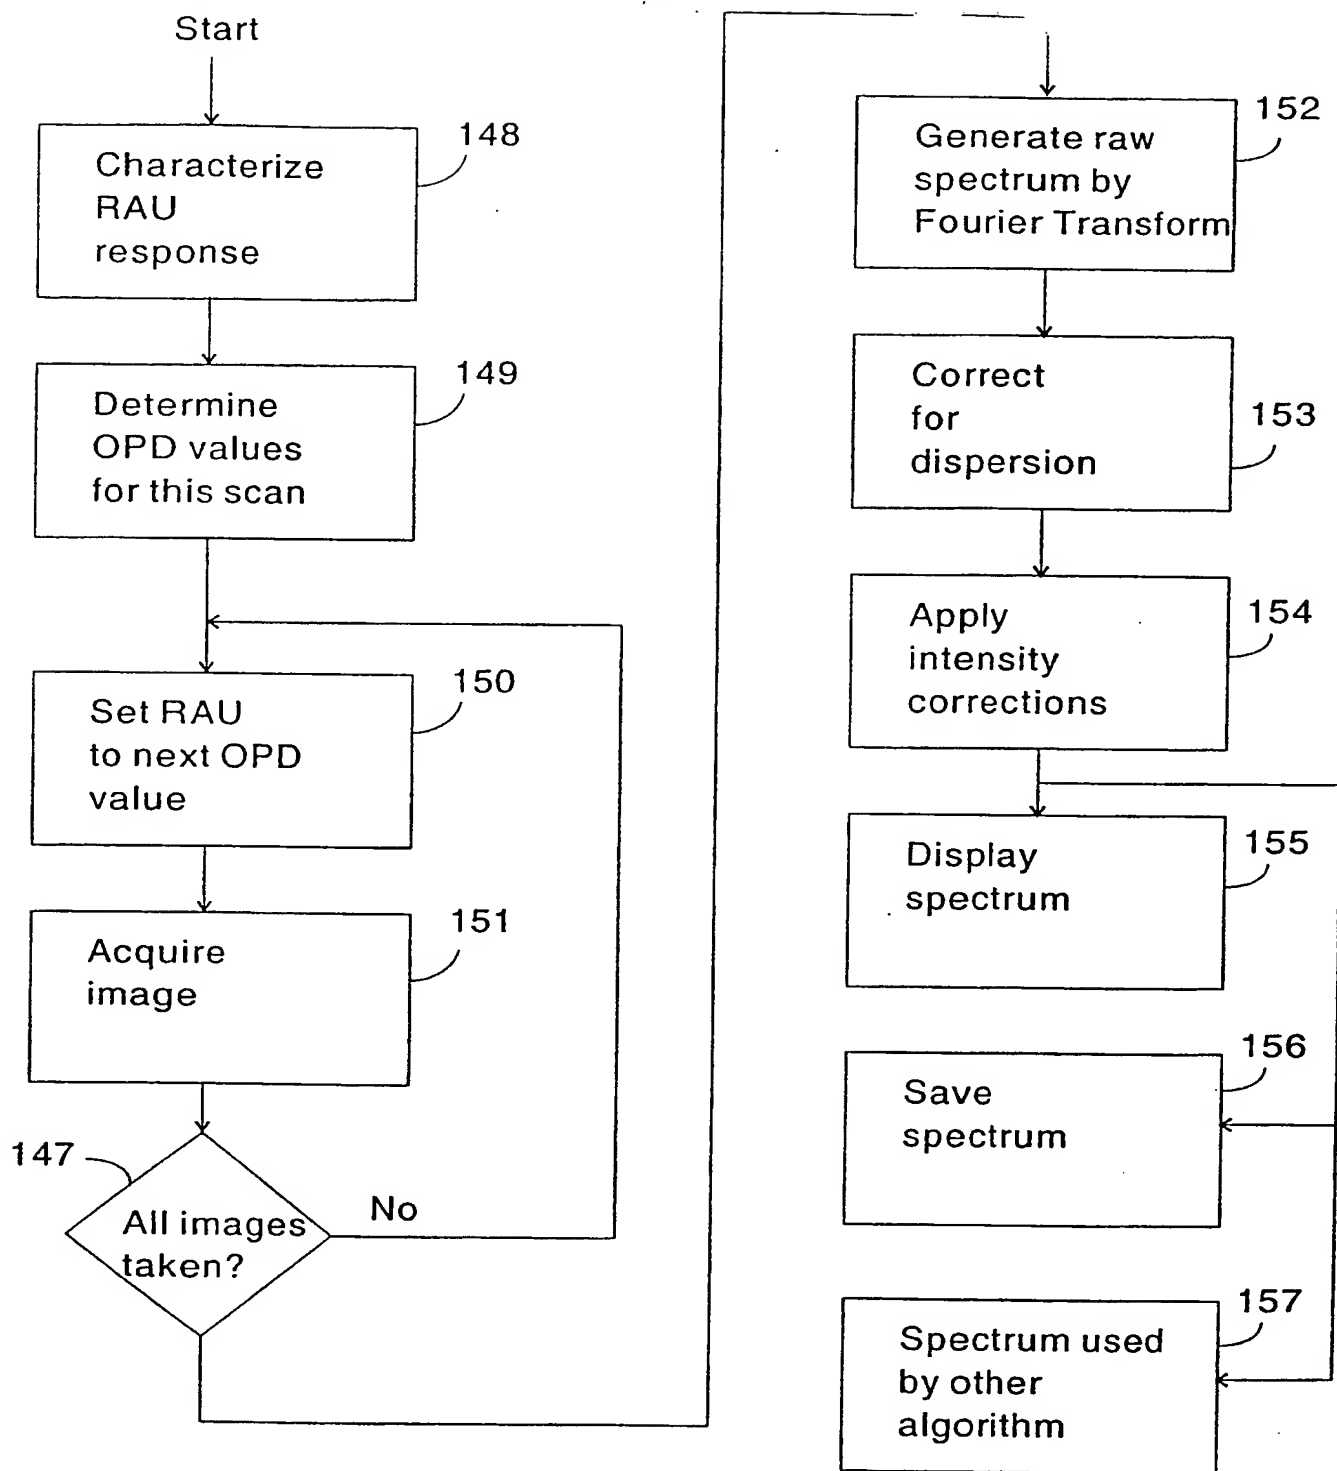 Start
148
Characterize
RAU
response
149
Determine
OPD values
for this scan
150
Set RAU
to next OPD
value
151
Acquire
image
147
All images
taken?
No
152
Generate raw
spectrum by
Fourier Transform
153
Correct
for
dispersion
154
Apply
intensity
corrections
155
Display
spectrum
156
Save
spectrum
157
Spectrum used
by other
algorithm